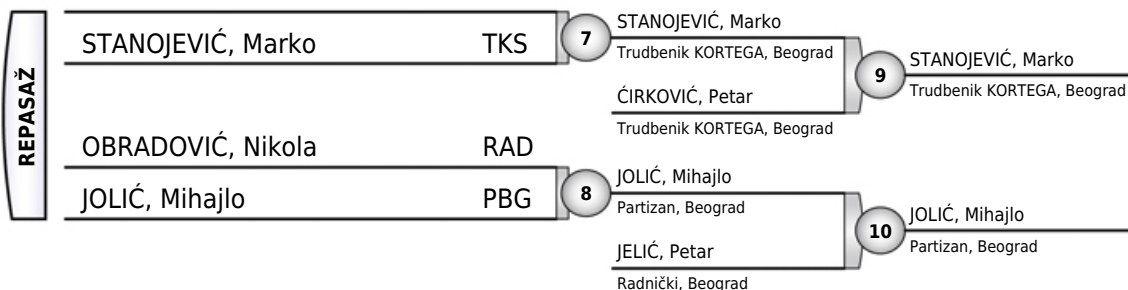 REPASAŽ
STANOJEVIĆ, Marko TKS
OBRADOVIĆ, Nikola RAD
JOLIĆ, Mihajlo PBG
7
STANOJEVIĆ, Marko
Trudbenik KORTEGA, Beograd
ĆIRKOVIĆ, Petar
Trudbenik KORTEGA, Beograd
8
JOLIĆ, Mihajlo
Partizan, Beograd
JELIĆ, Petar
Radnički, Beograd
9
STANOJEVIĆ, Marko
Trudbenik KORTEGA, Beograd
10
JOLIĆ, Mihajlo
Partizan, Beograd